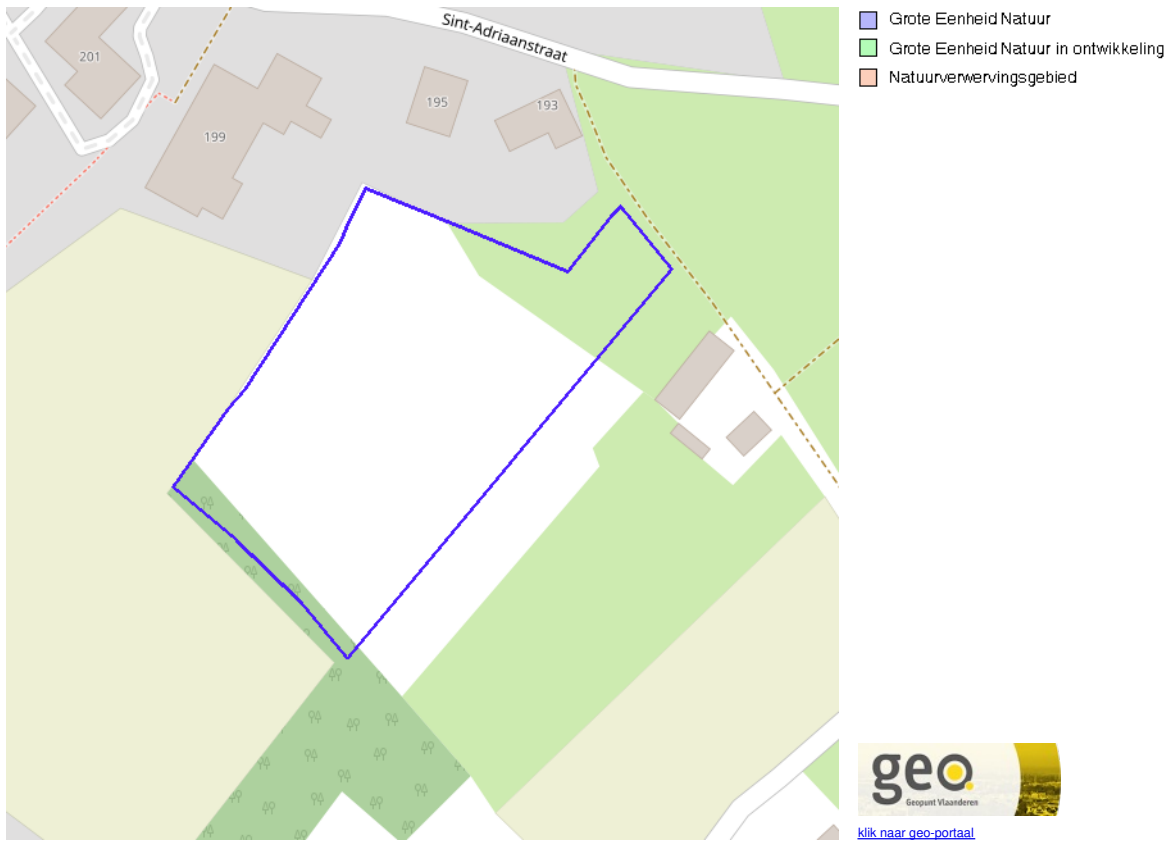 Sint-Adriaanstraat
201
195
193
199
Grote Eenheid Natuur
Grote Eenheid Natuur in ontwikkeling
Natuurverwervingsgebied
geo
Geopunt Vlaanderen
klik naar geo-portaal